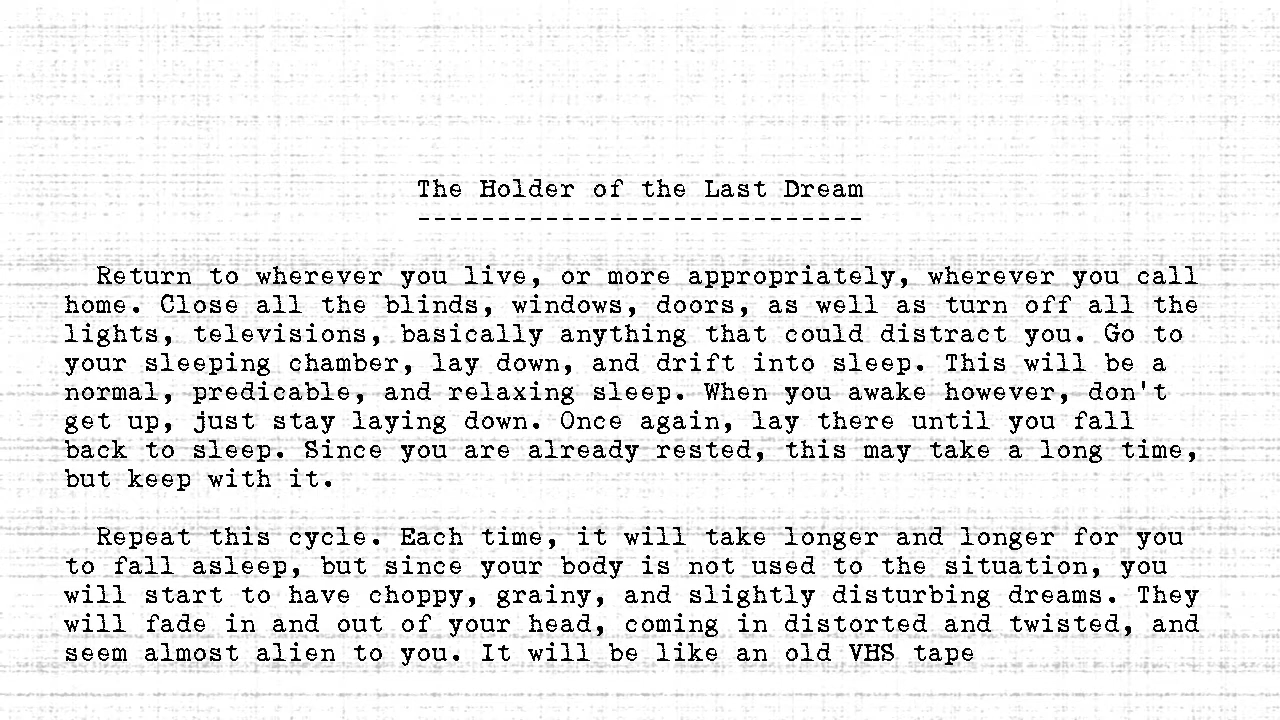 The Holder of the Last Dream
----------------------------
Return to wherever you live, or more appropriately, wherever you call
home. Close all the blinds, windows, doors, as well as turn off all the
lights, televisions, basically anything that could distract you. Go to
your sleeping chamber, lay down, and drift into sleep. This will be a
normal, predicable, and relaxing sleep. When you awake however, don't
get up, just stay laying down. Once again, lay there until you fall
back to sleep. Since you are already rested, this may take a long time,
but keep with it.
Repeat this cycle. Each time, it will take longer and longer for you
to fall asleep, but since your body is not used to the situation, you
will start to have choppy, grainy, and slightly disturbing dreams. They
will fade in and out of your head, coming in distorted and twisted, and
seem almost alien to you. It will be like an old VHS tape